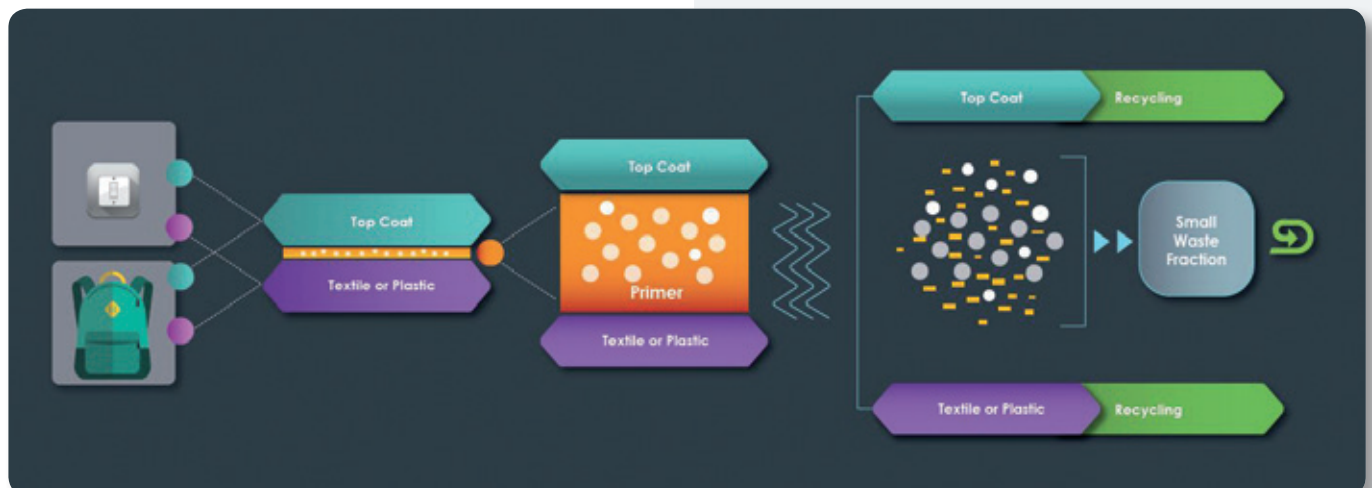 Top Coat
Textile or Plastic
Top Coat
Primer
Textile or Plastic
Top Coat
Recycling
Small
Waste
Fraction
Textile or Plastic
Recycling